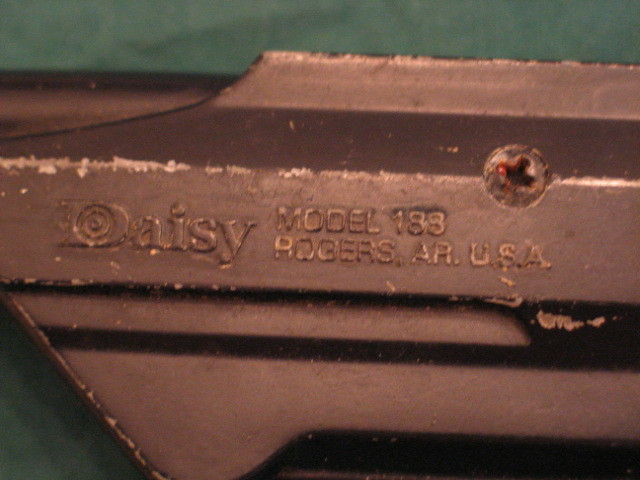 Daisy
MODEL 188
ROGERS, AR. U.S.A.